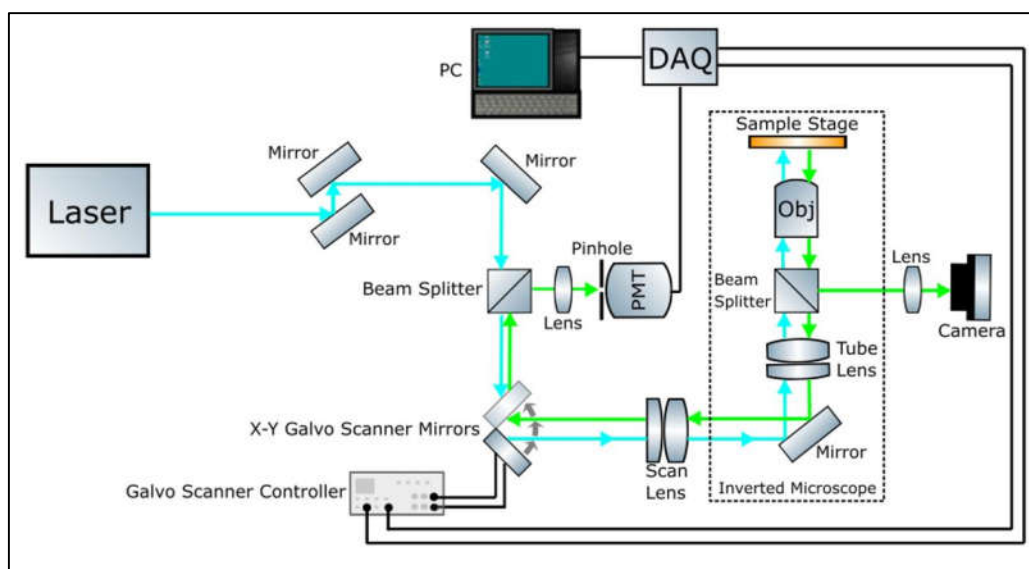 PC
DAQ
Sample Stage
Mirror
Mirror
Laser
Mirror
Obj
Pinhole
Lens
Beam Splitter
PMT
Beam
Splitter
Lens
Camera
Tube
Lens
X-Y Galvo Scanner Mirrors
Mirror
Scan
Lens
Galvo Scanner Controller
Inverted Microscope